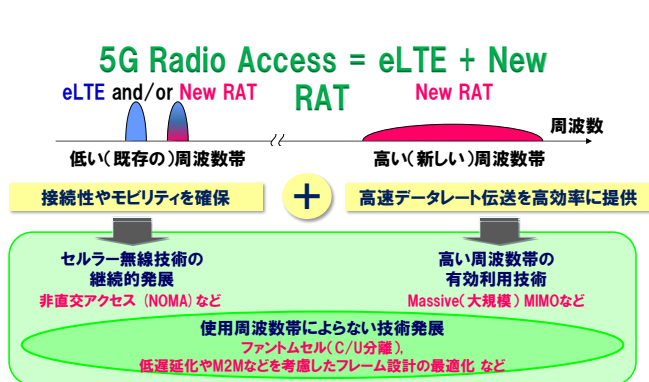 5G Radio Access = eLTE + New
RAT
eLTE and/or New RAT
New RAT
周波数
低い(既存の)周波数帯
高い(新しい)周波数帯
接続性やモビリティを確保
+
高速データレート伝送を高効率に提供
セルラー無線技術の
継続的発展
非直交アクセス (NOMA)など
高い周波数帯の
有効利用技術
Massive(大規模) MIMOなど
使用周波数帯によらない技術発展
ファントムセル(C/U分離),
低遅延化やM2Mなどを考慮したフレーム設計の最適化 など